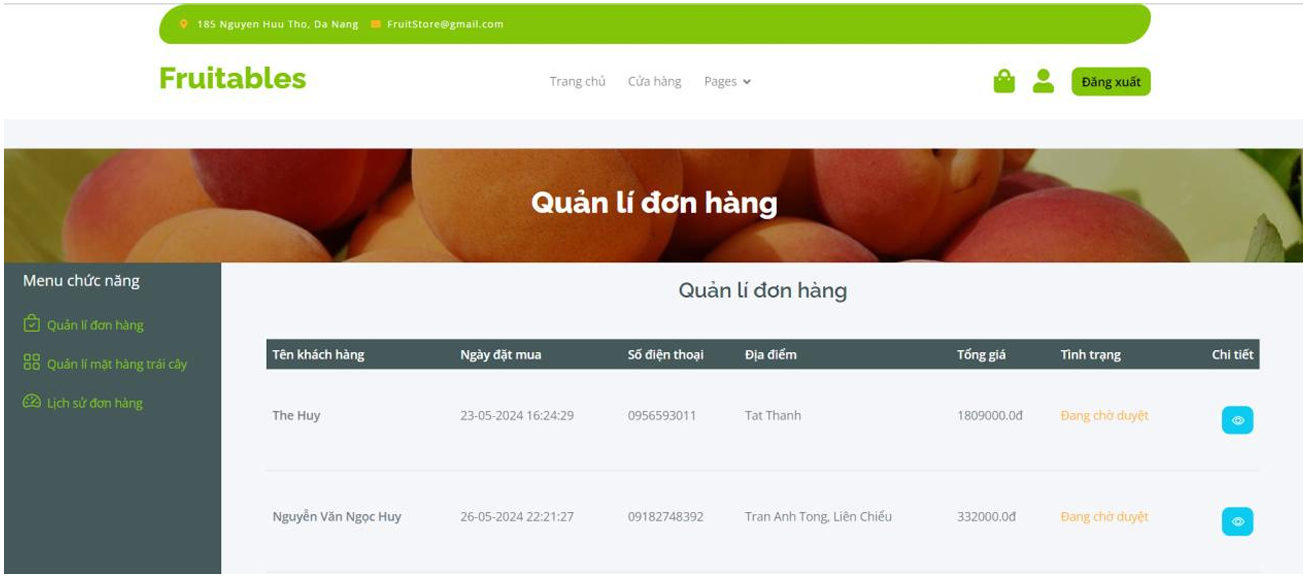 185 Nguyen Huu Tho, Da Nang FruitStore@gmail.com
Fruitables Trang chủ Cửa hàng Pages Đăng xuất
Quản lí đơn hàng
Menu chức năng
Quản lí đơn hàng
Quản lí mặt hàng trái cây
Lịch sử đơn hàng
Quản lí đơn hàng
Tên khách hàng Ngày đặt mua Số điện thoại Địa điểm Tổng giá Tình trạng Chi tiết
The Huy 23-05-2024 16:24:29 0956593011 Tat Thanh 1809000.0đ Đang chờ duyệt
Nguyễn Văn Ngọc Huy 26-05-2024 22:21:27 09182748392 Tran Anh Tong, Liên Chiểu 332000.0đ Đang chờ duyệt